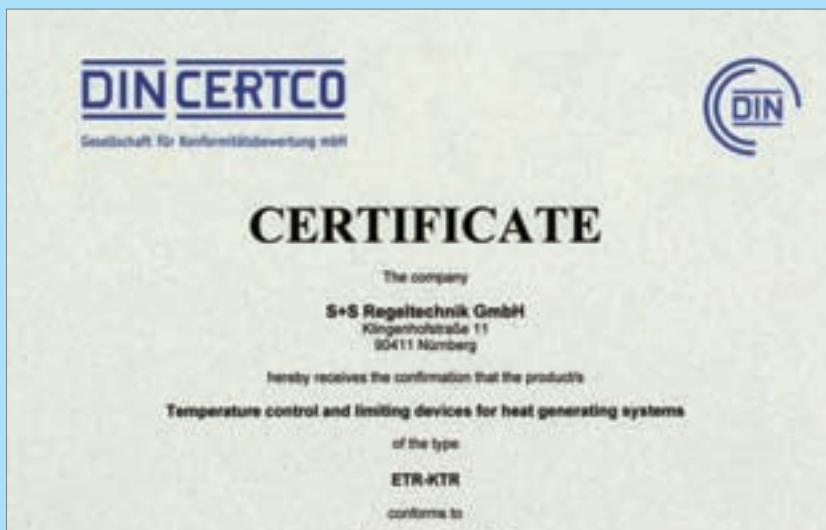 DIN CERTCO
Gesellschaft für Konformitätsbewertung mbH
DIN
CERTIFICATE
The company
S+S Regeltechnik GmbH
Klingenhofstraße 11
90411 Nürnberg
hereby receives the confirmation that the product/s
Temperature control and limiting devices for heat generating systems
of the type
ETR-KTR
conforms to